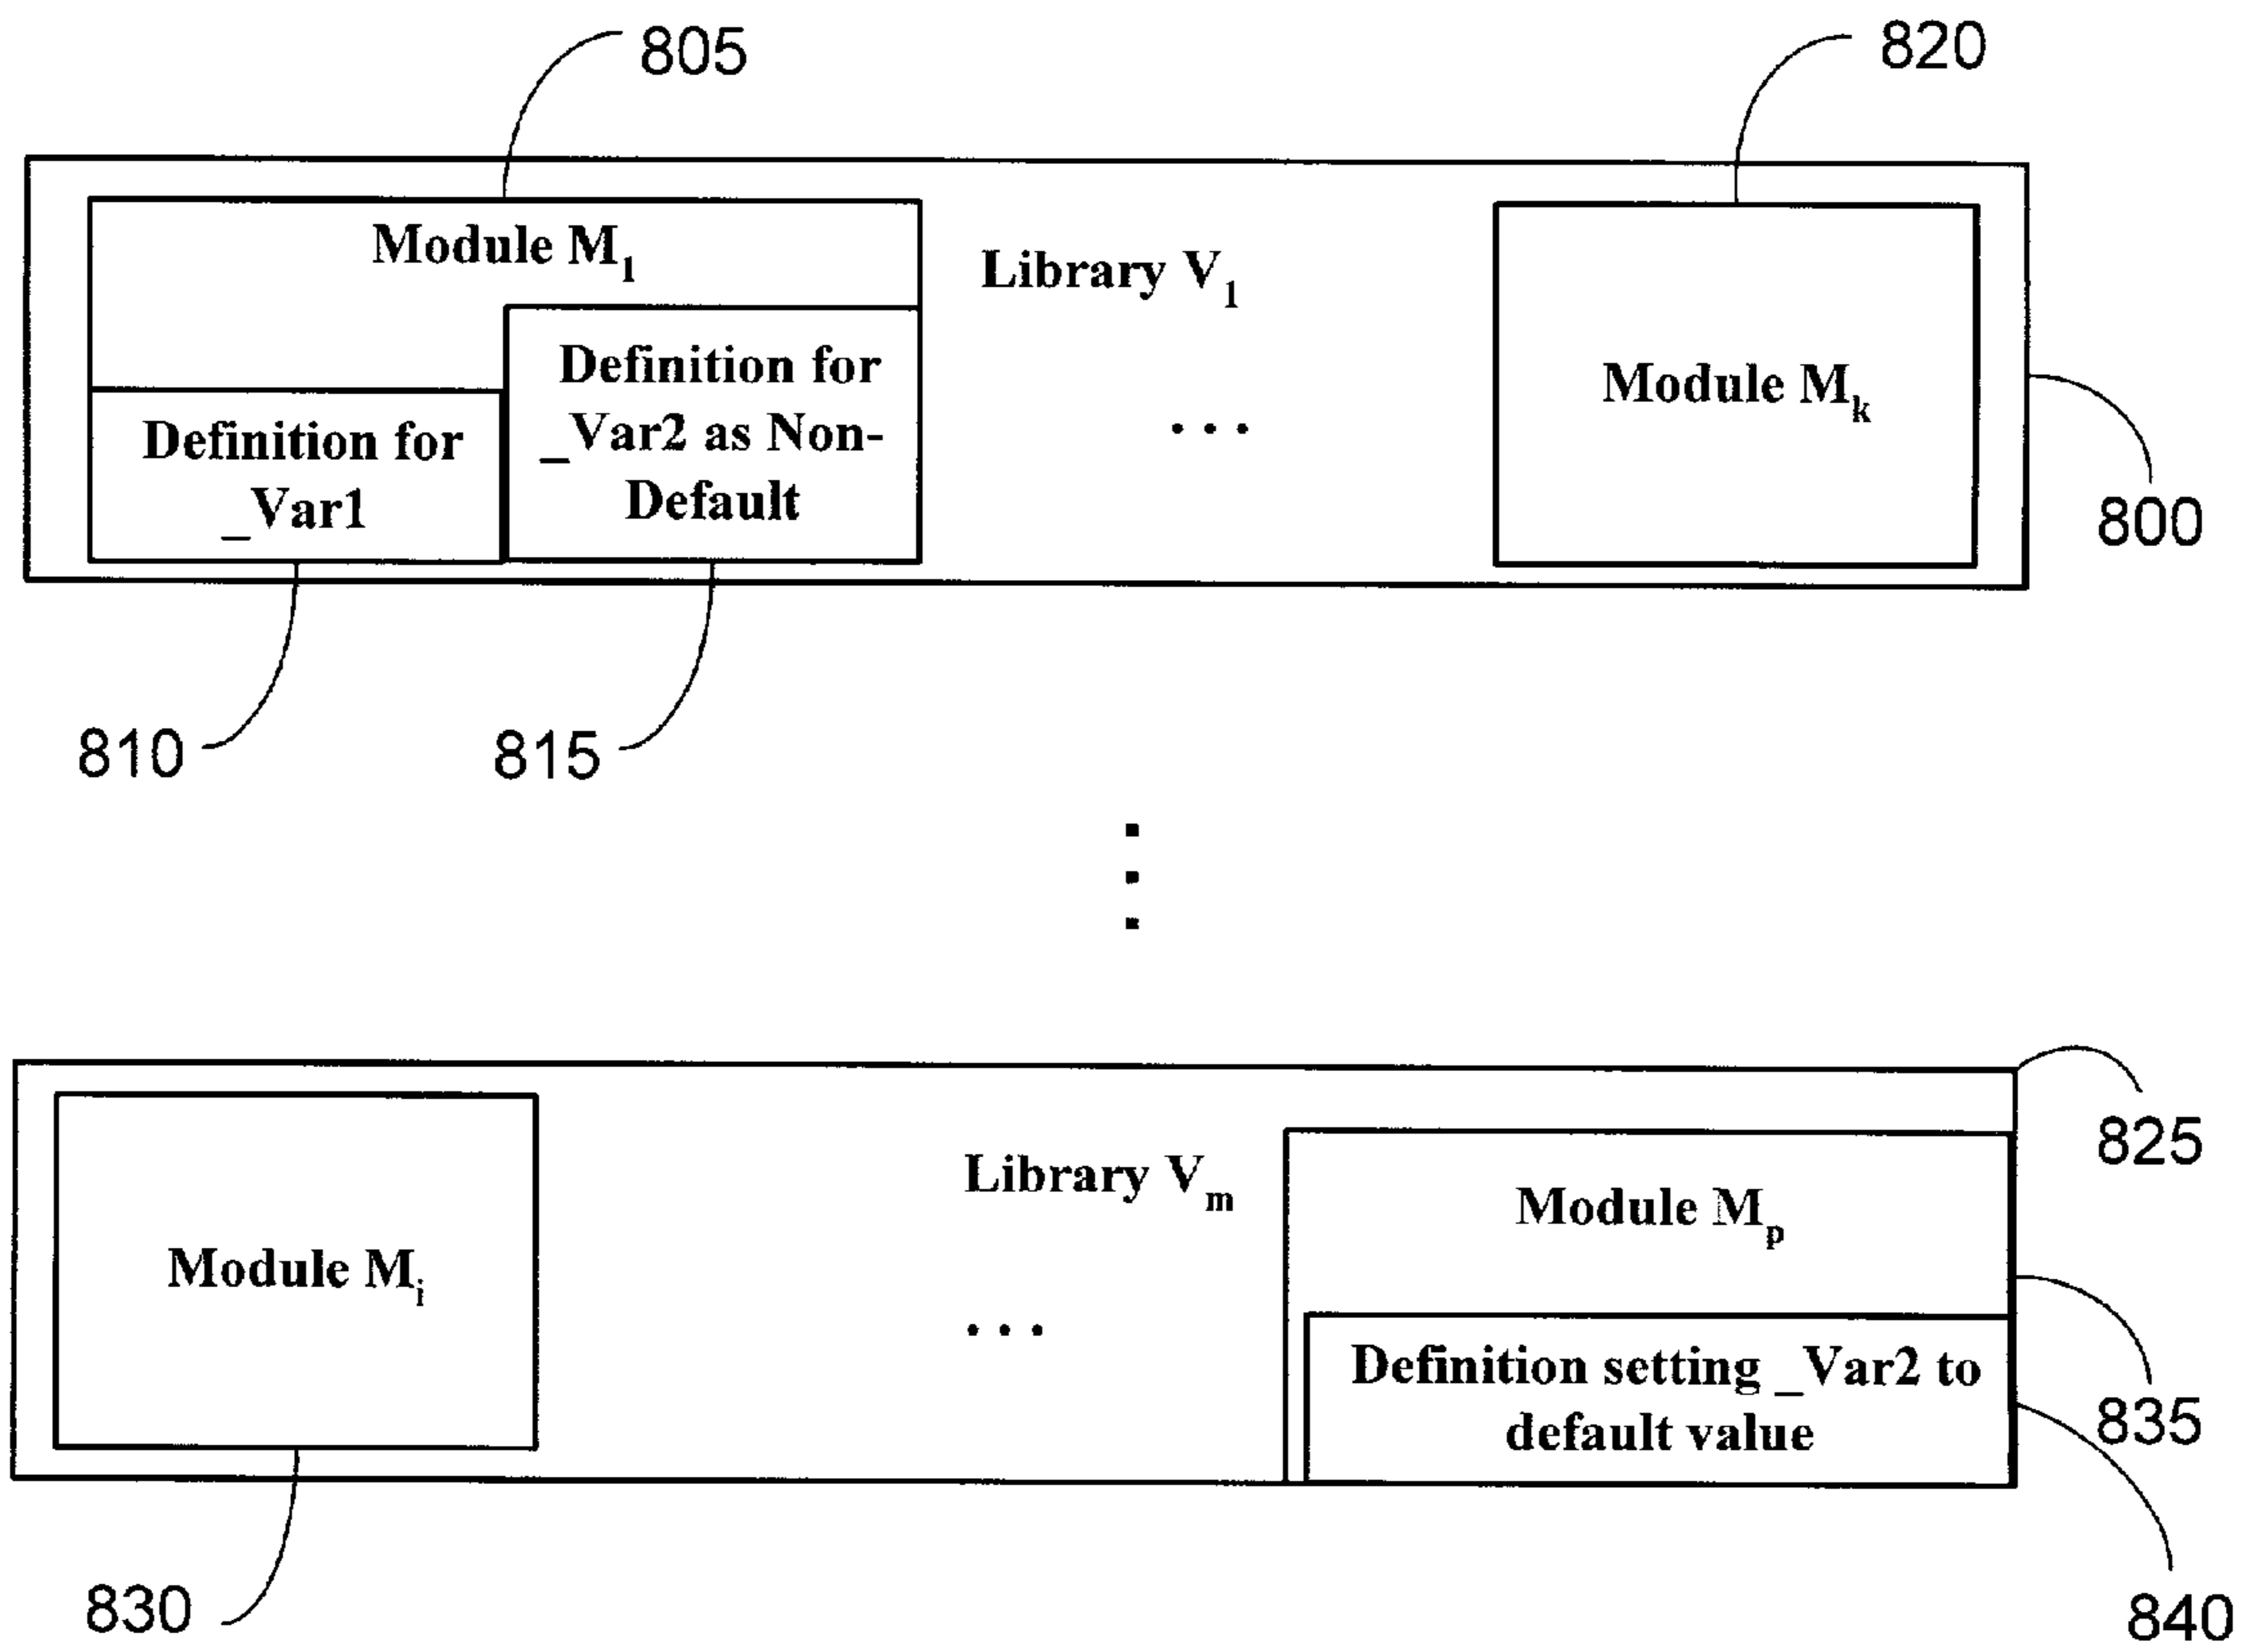 805
820
Module M1
Library V1
Definition for
_Var2 as Non-
Default
Module Mk
Definition for
_Var1
. . .
800
810
815
825
Module Mi
Library Vm
Module Mp
. . .
Definition setting _Var2 to
default value
835
830
840